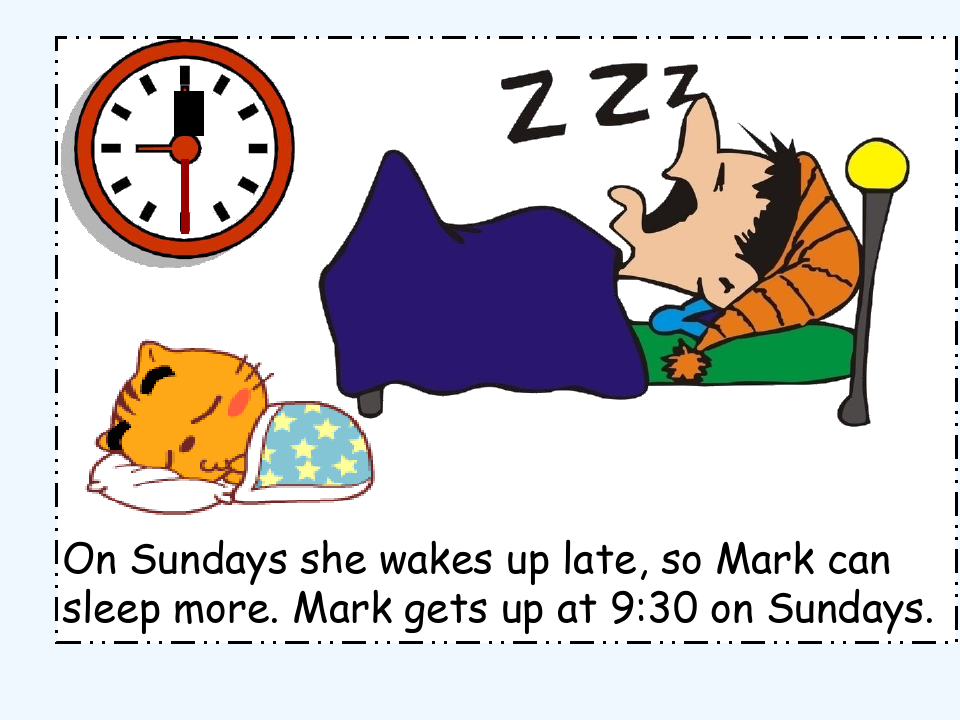 z z z
On Sundays she wakes up late, so Mark can
sleep more. Mark gets up at 9:30 on Sundays.